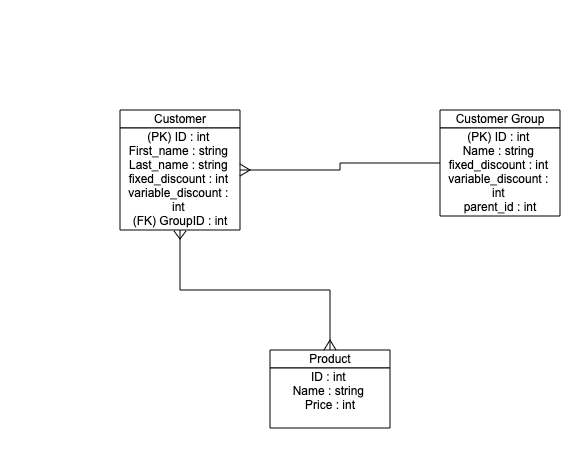 Customer
(PK) ID : int
First_name : string
Last_name : string
fixed_discount : int
variable_discount :
int
(FK) GroupID : int
Customer Group
(PK) ID : int
Name : string
fixed_discount : int
variable_discount :
int
parent_id : int
Product
ID : int
Name : string
Price : int